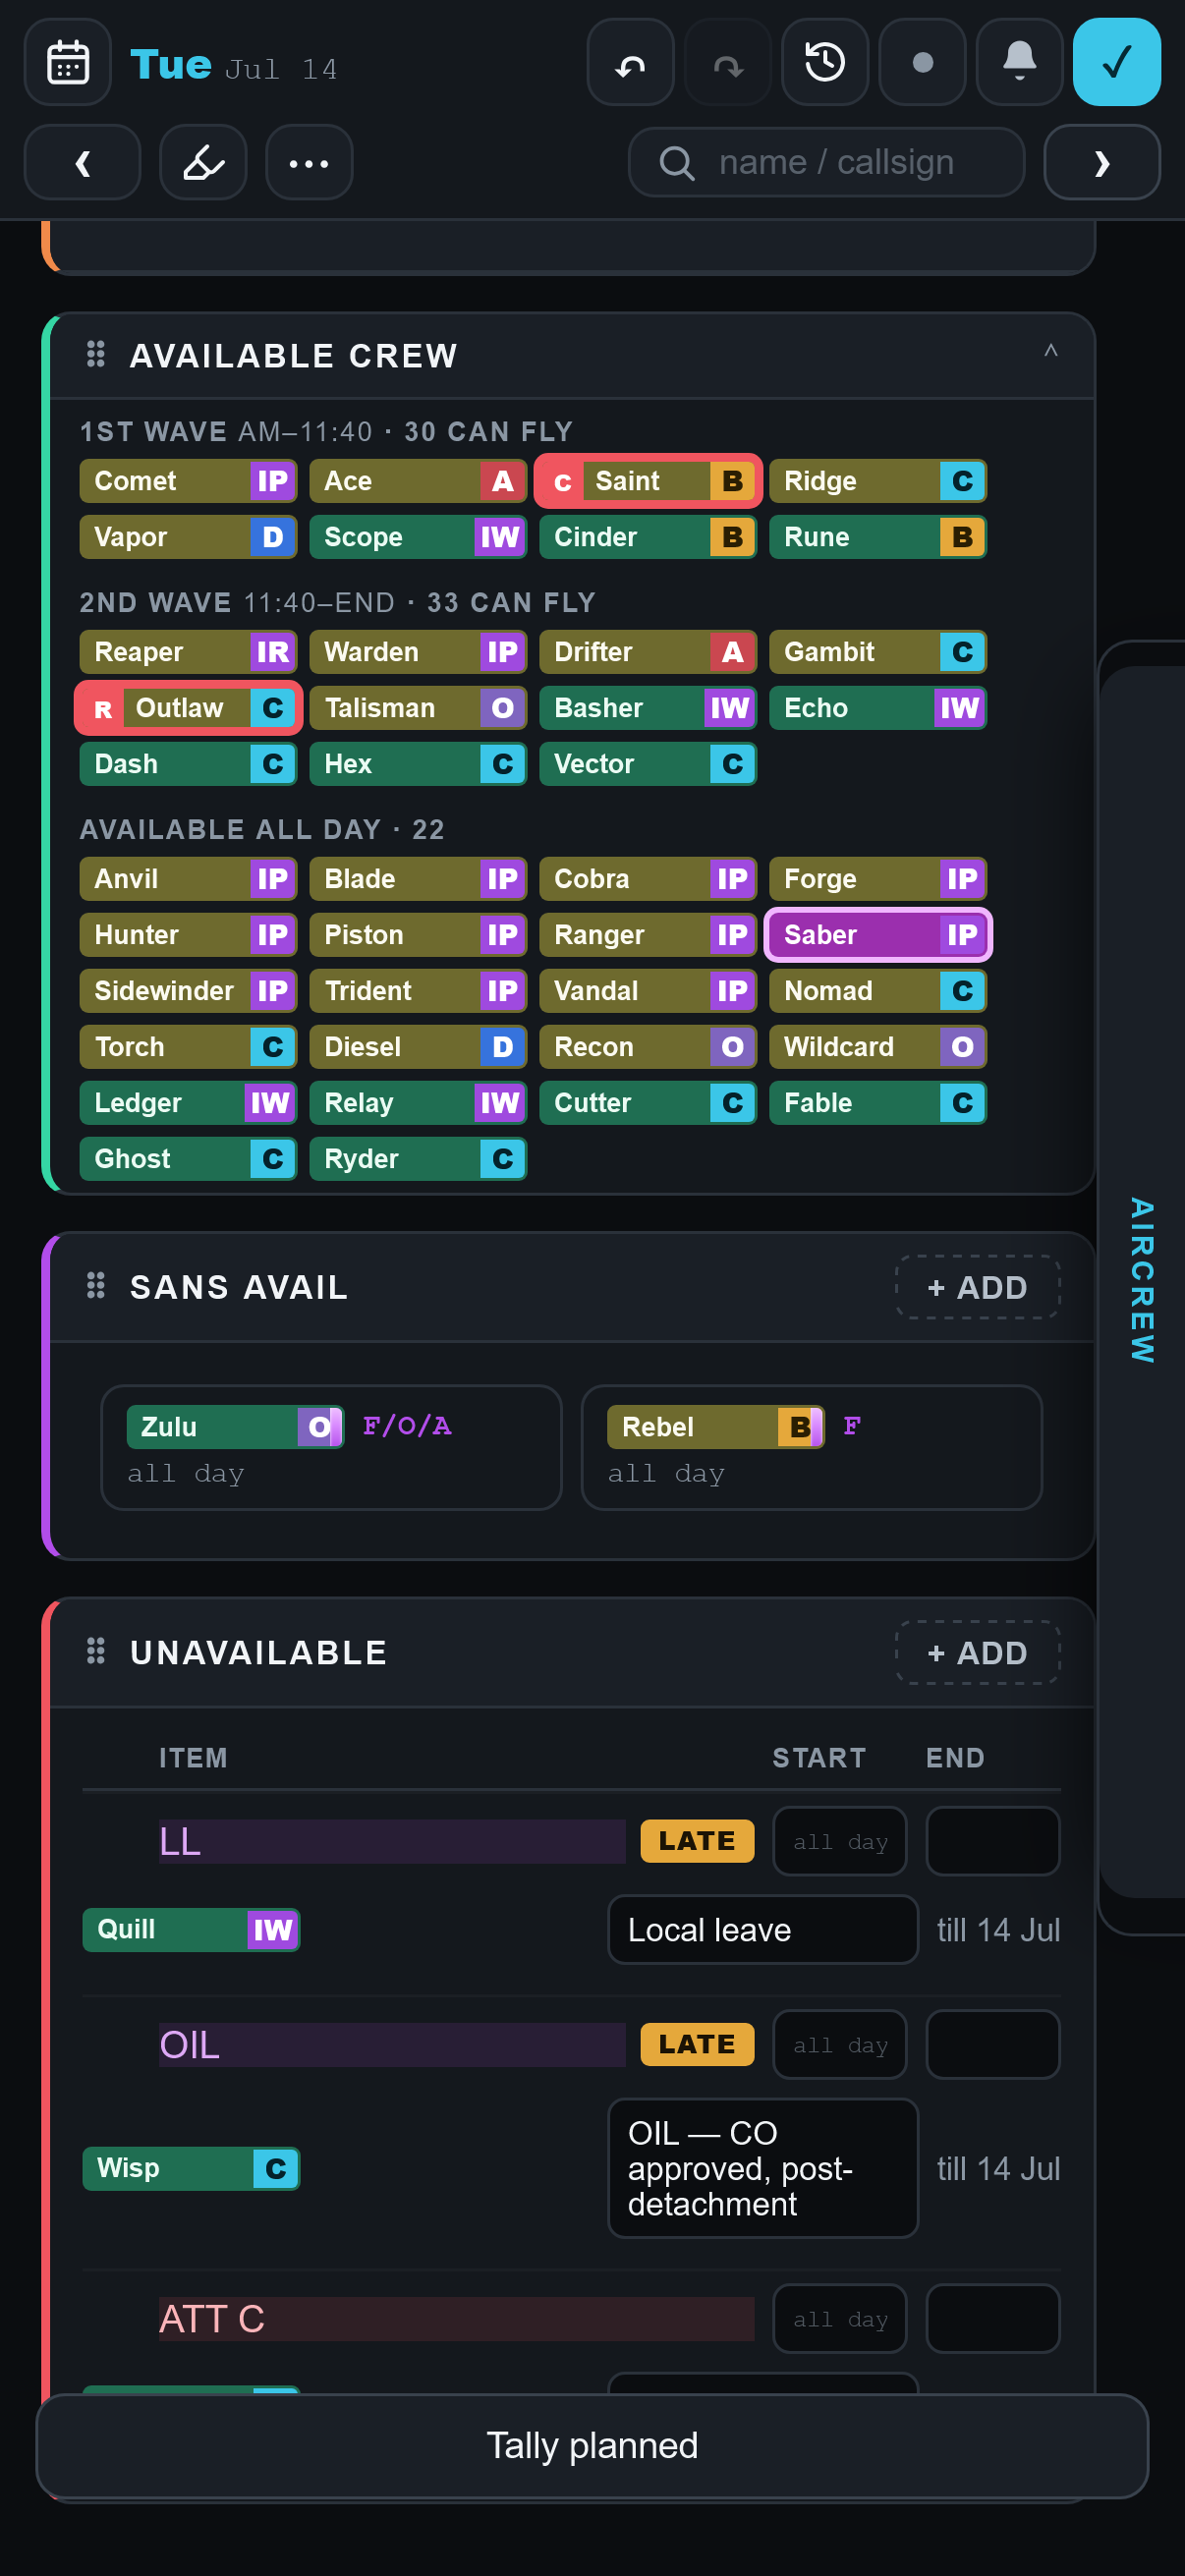 Tue Jul 14
name / callsign
AVAILABLE CREW
1ST WAVE AM–11:40 · 30 CAN FLY
Comet IP Ace A C Saint B Ridge C
Vapor D Scope IW Cinder B Rune B
2ND WAVE 11:40–END · 33 CAN FLY
Reaper IR Warden IP Drifter A Gambit C
R Outlaw C Talisman O Basher IW Echo IW
Dash C Hex C Vector C
AVAILABLE ALL DAY · 22
Anvil IP Blade IP Cobra IP Forge IP
Hunter IP Piston IP Ranger IP Saber IP
Sidewinder IP Trident IP Vandal IP Nomad C
Torch C Diesel D Recon O Wildcard O
Ledger IW Relay IW Cutter C Fable C
Ghost C Ryder C
AIRCREW
SANS AVAIL + ADD
Zulu O F/O/A Rebel B F
all day all day
UNAVAILABLE + ADD
ITEM START END
LL LATE all day
Quill IW Local leave till 14 Jul
OIL LATE all day
Wisp C OIL — CO approved, post-detachment till 14 Jul
ATT C all day
Tally planned